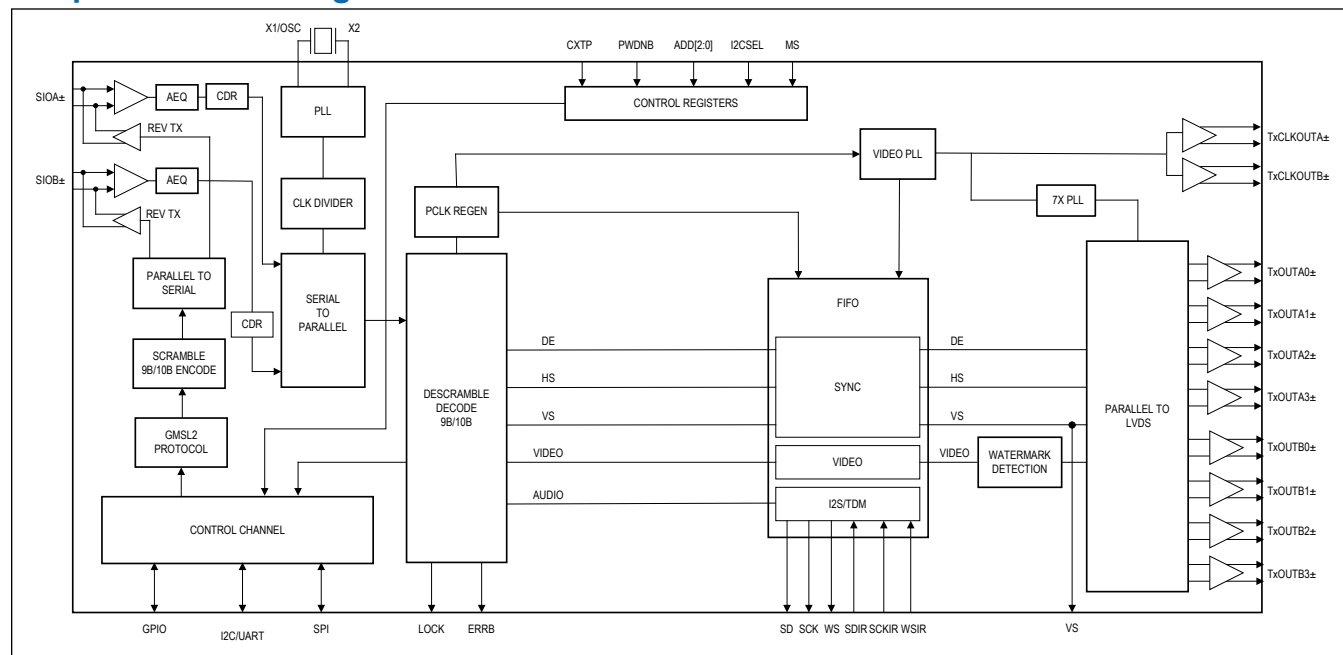 X1/OSC
X2
CXTP
PWDNB
ADD[2:0]
I2CSEL
MS
SIOA±
AEQ
CDR
REV TX
PLL
CONTROL REGISTERS
VIDEO PLL
TxCLKOUTA±
TxCLKOUTB±
SIOB±
AEQ
REV TX
CLK DIVIDER
PCLK REGEN
7X PLL
PARALLEL TO
SERIAL
CDR
SERIAL
TO
PARALLEL
SCRAMBLE
9B/10B ENCODE
GMSL2
PROTOCOL
CONTROL CHANNEL
DESCRAMBLE
DECODE
9B/10B
DE
HS
VS
VIDEO
AUDIO
FIFO
SYNC
VIDEO
I2S/TDM
DE
HS
VS
VIDEO
WATERMARK
DETECTION
PARALLEL TO
LVDS
TxOUTA0±
TxOUTA1±
TxOUTA2±
TxOUTA3±
TxOUTB0±
TxOUTB1±
TxOUTB2±
TxOUTB3±
GPIO
I2C/UART
SPI
LOCK
ERRB
SD
SCK
WS
SDIR
SCKIR
WSIR
VS